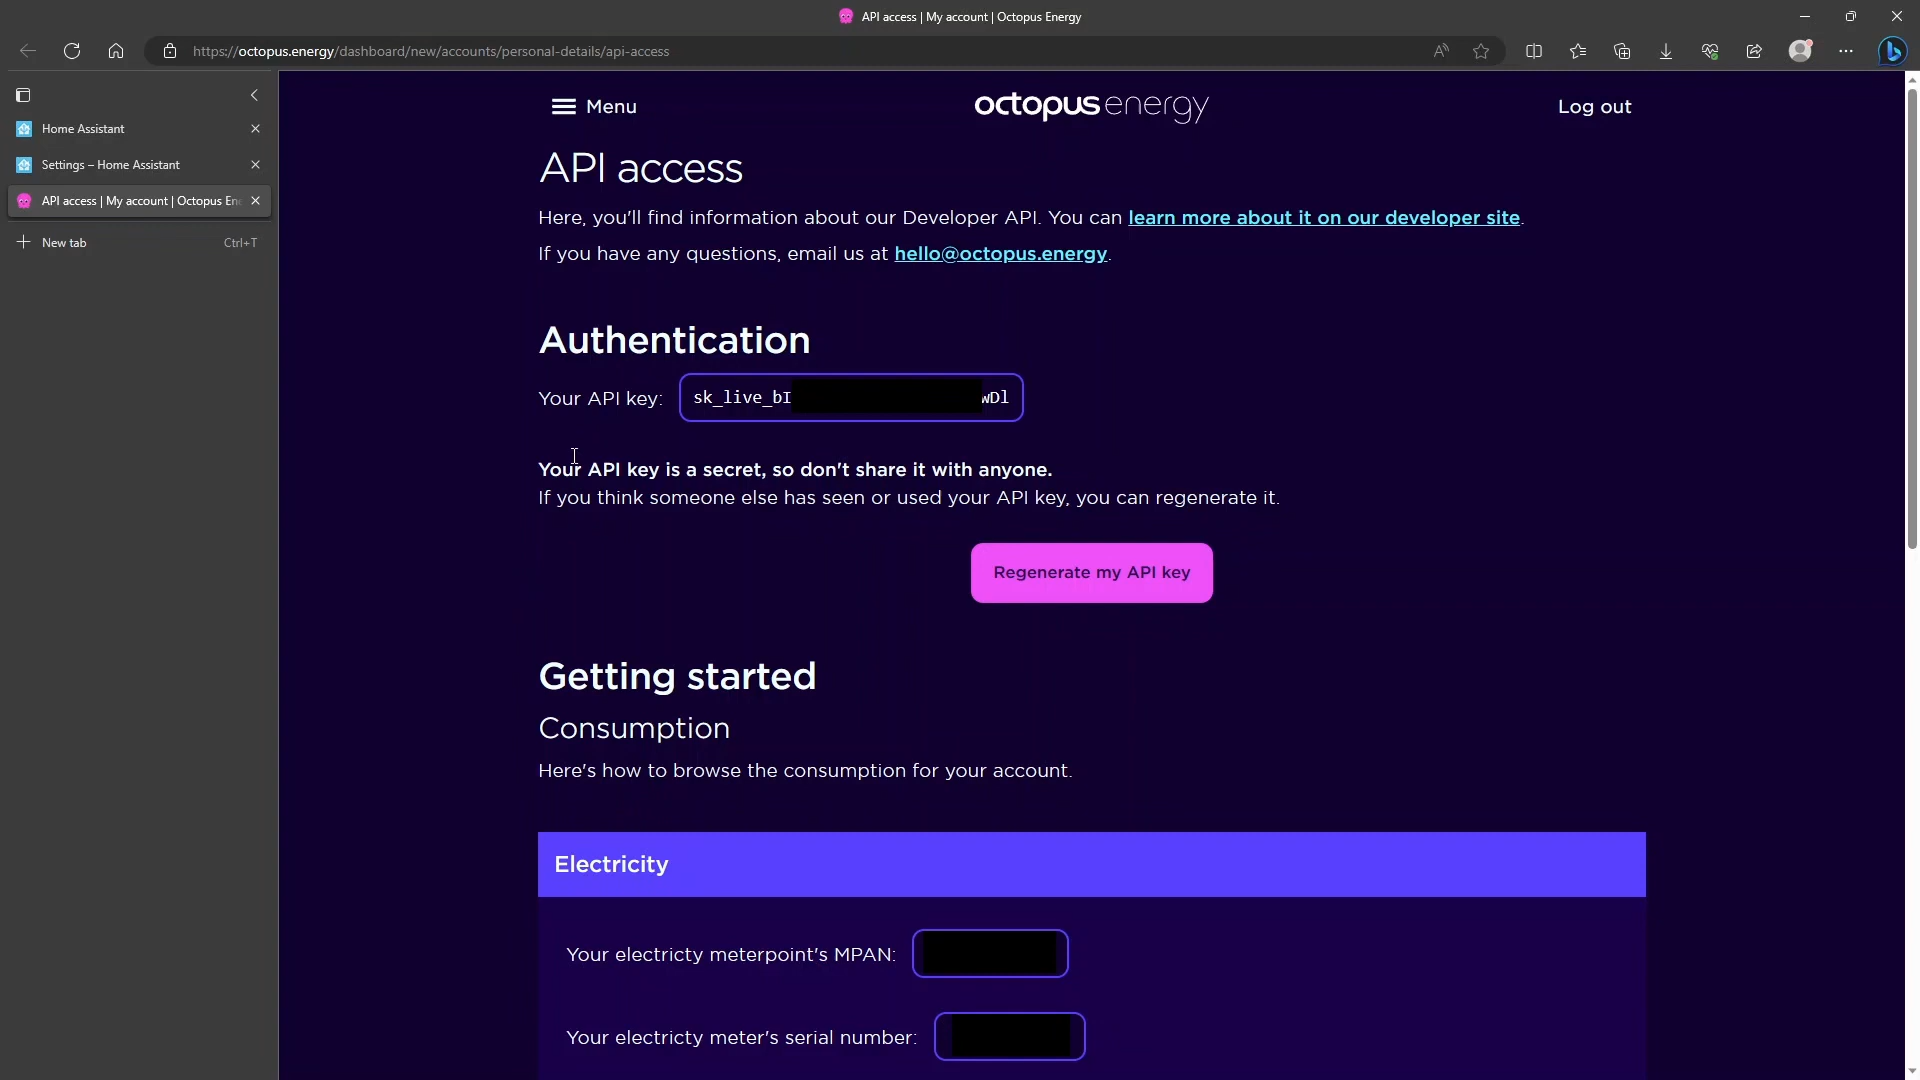 API access | My account | Octopus Energy
https://octopus.energy/dashboard/new/accounts/personal-details/api-access
Home Assistant
Settings – Home Assistant
API access | My account | Octopus En
New tab
Ctrl+T
Menu
octopusenergy
Log out
API access
Here, you'll find information about our Developer API. You can learn more about it on our developer site.
If you have any questions, email us at hello@octopus.energy.
Authentication
Your API key: sk_live_bI wDl
Your API key is a secret, so don't share it with anyone.
If you think someone else has seen or used your API key, you can regenerate it.
Regenerate my API key
Getting started
Consumption
Here's how to browse the consumption for your account.
Electricity
Your electricty meterpoint's MPAN:
Your electricty meter's serial number: